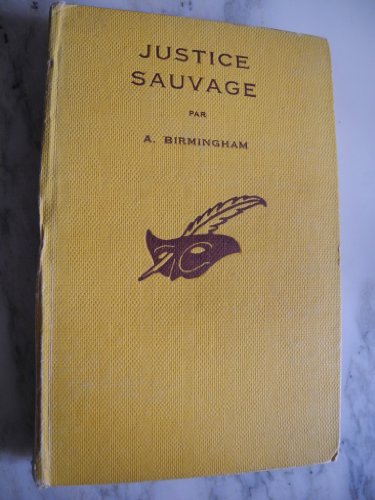 JUSTICE
SAUVAGE
PAR
A. BIRMINGHAM